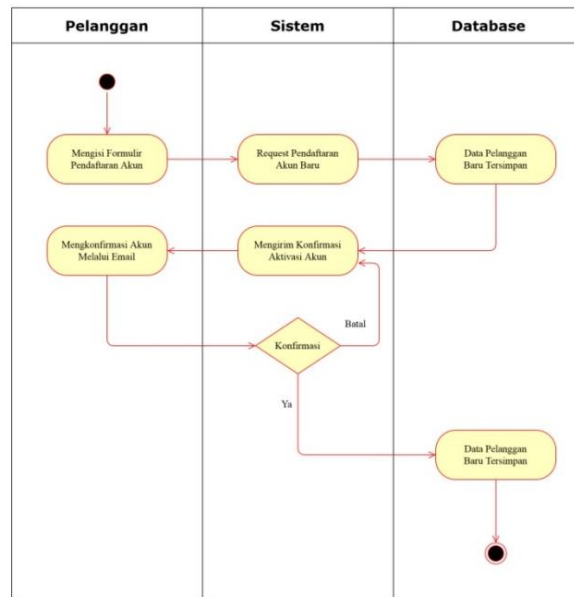 Pelanggan
Sistem
Database
Mengisi Formulir
Pendaftaran Akun
Request Pendaftaran
Akun Baru
Data Pelanggan
Baru Tersimpan
Mengkonfirmasi Akun
Melalui Email
Mengirim Konfirmasi
Aktivasi Akun
Batal
Konfirmasi
Ya
Data Pelanggan
Baru Tersimpan